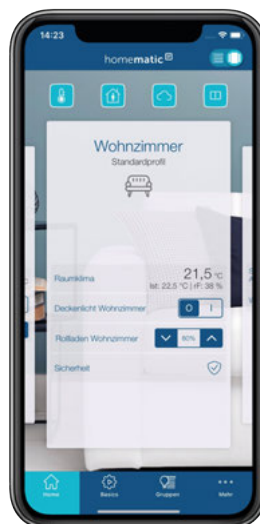 14:23
homematic IP
Wohnzimmer
Standardprofil
Raumklima
21,5 °C
Ist: 22,5 °C | rF: 38 %
Deckenlicht Wohnzimmer
O I
Rollladen Wohnzimmer
80%
Sicherheit
Home
Basics
Gruppen
Mehr